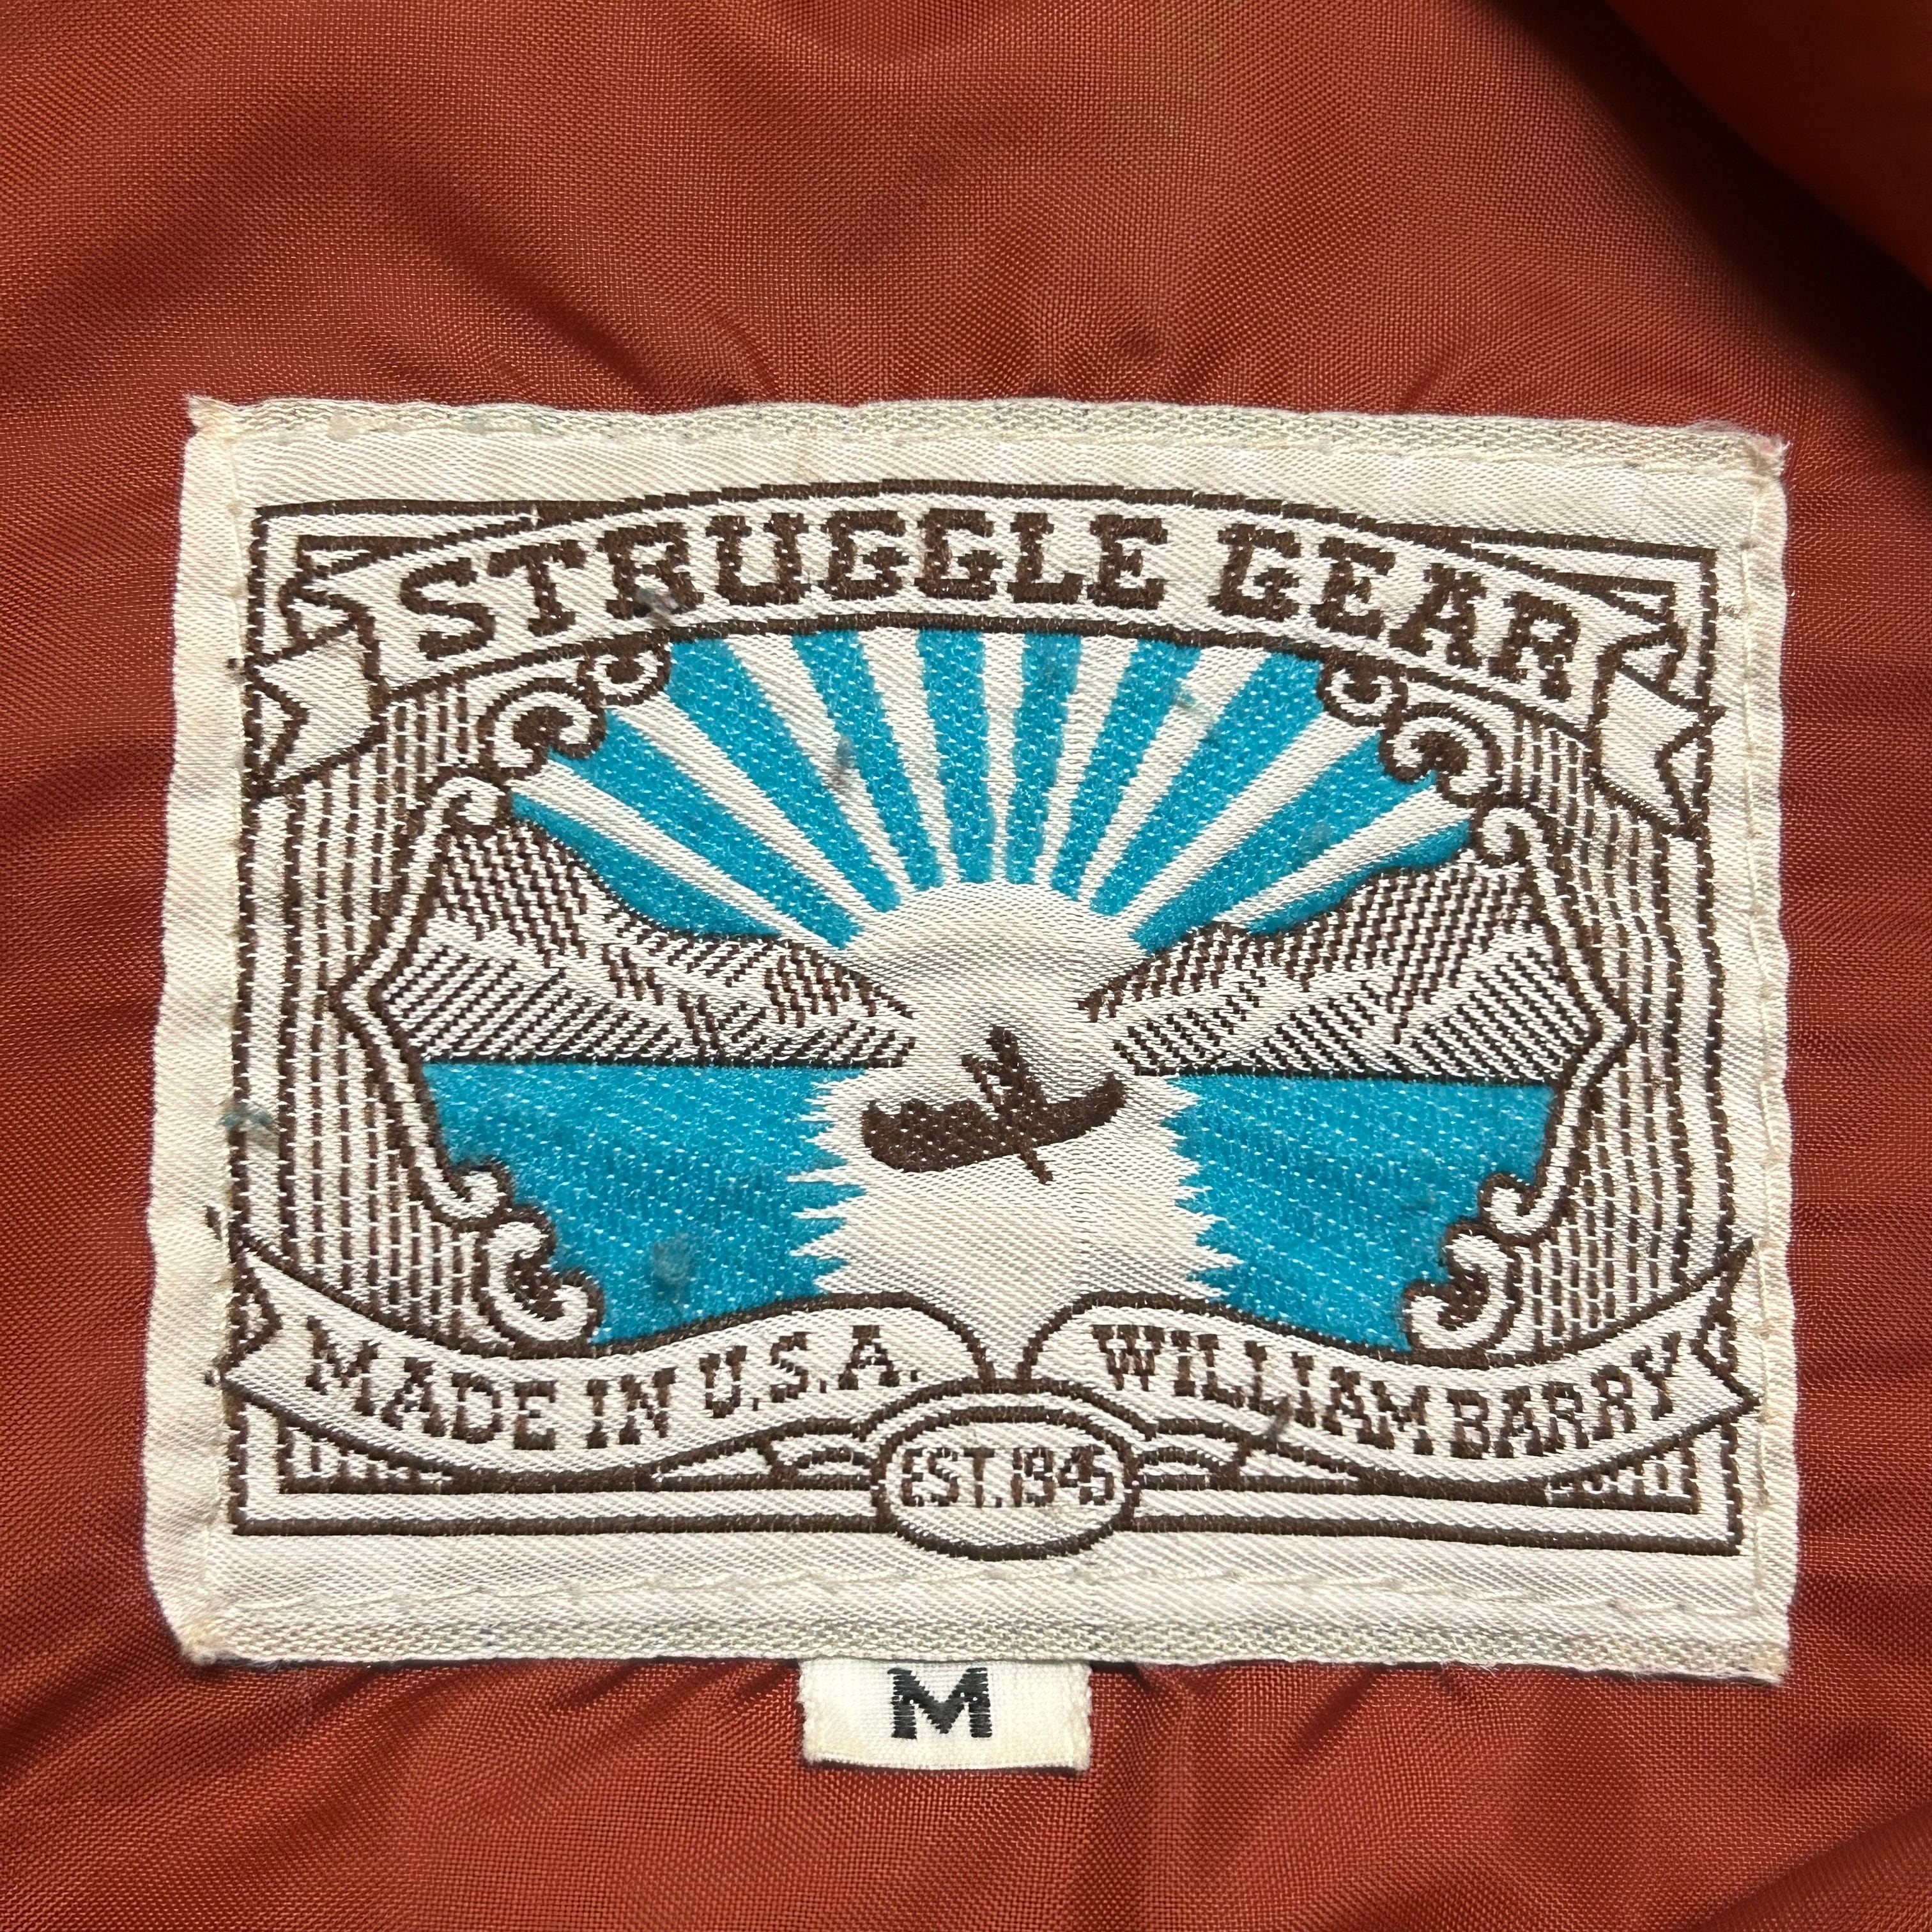 STRUGGLE GEAR
MADE IN U.S.A.
WILLIAM BARRY
EST. 1945
M